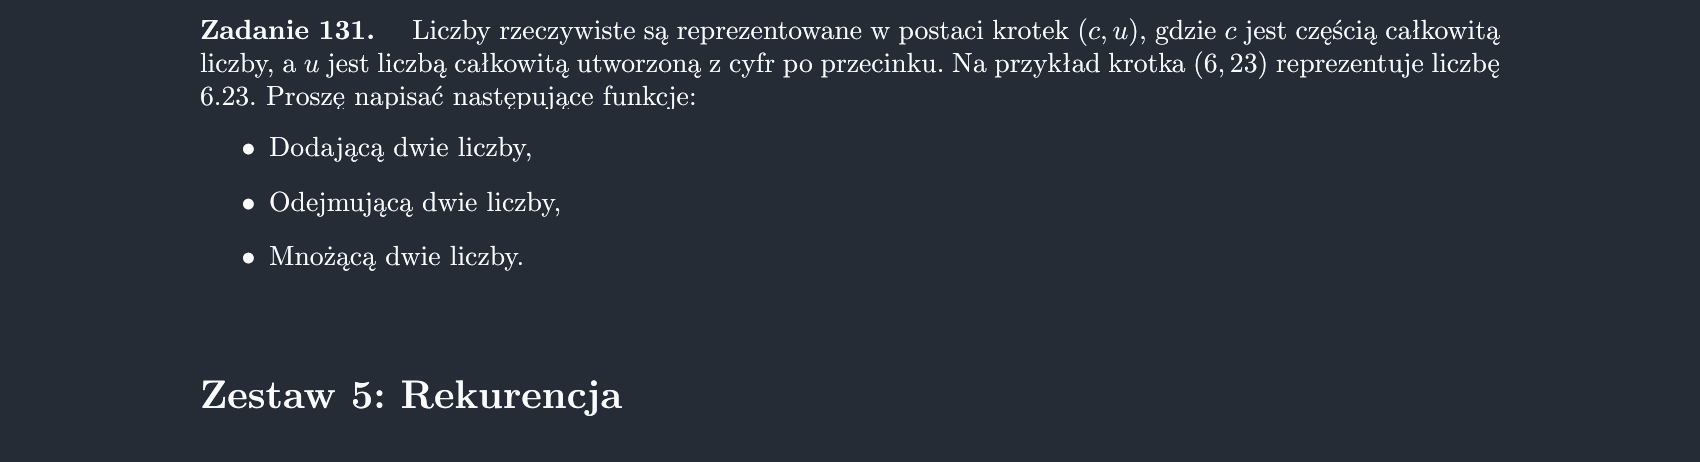 Zadanie 131. Liczby rzeczywiste są reprezentowane w postaci krotek (c, u), gdzie c jest częścią całkowitą
liczby, a u jest liczbą całkowitą utworzoną z cyfr po przecinku. Na przykład krotka (6, 23) reprezentuje liczbę
6.23. Proszę napisać następujące funkcje:
• Dodającą dwie liczby,
• Odejmującą dwie liczby,
• Mnożącą dwie liczby.
Zestaw 5: Rekurencja